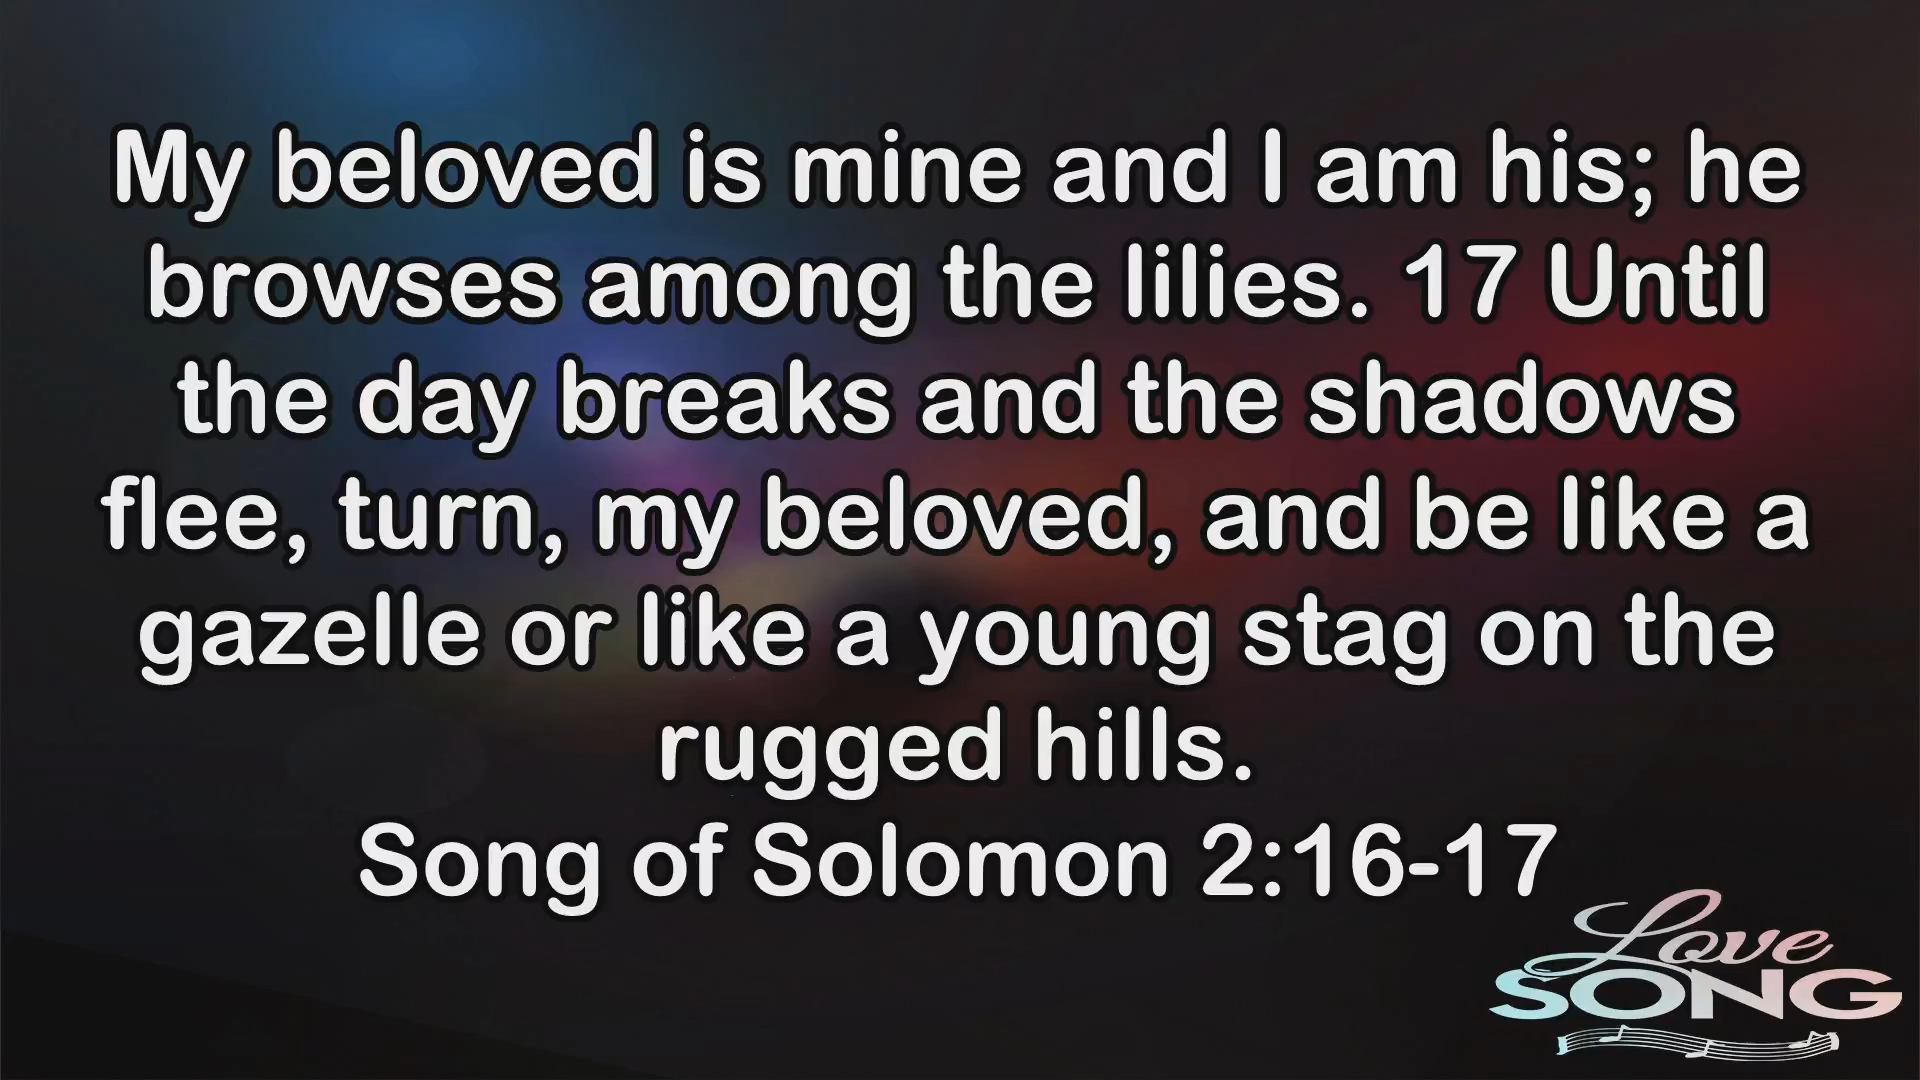 My beloved is mine and I am his; he
browses among the lilies. 17 Until
the day breaks and the shadows
flee, turn, my beloved, and be like a
gazelle or like a young stag on the
rugged hills.
Song of Solomon 2:16-17
Love
SONG